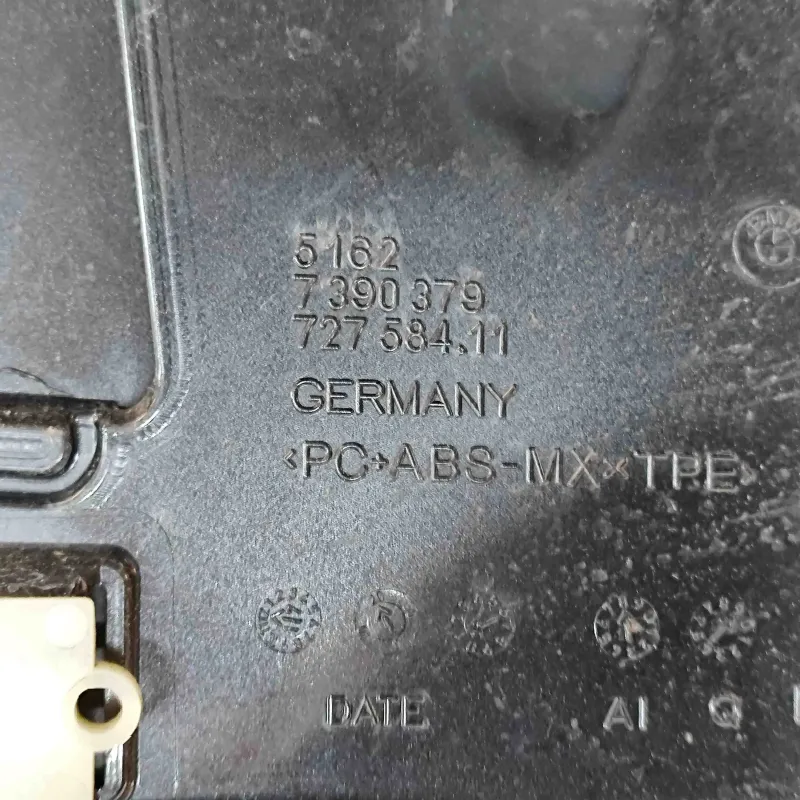 5162
7 390 379
727 584.11
GERMANY
<PC+ABS-MX×TPE>
DATE AI Q